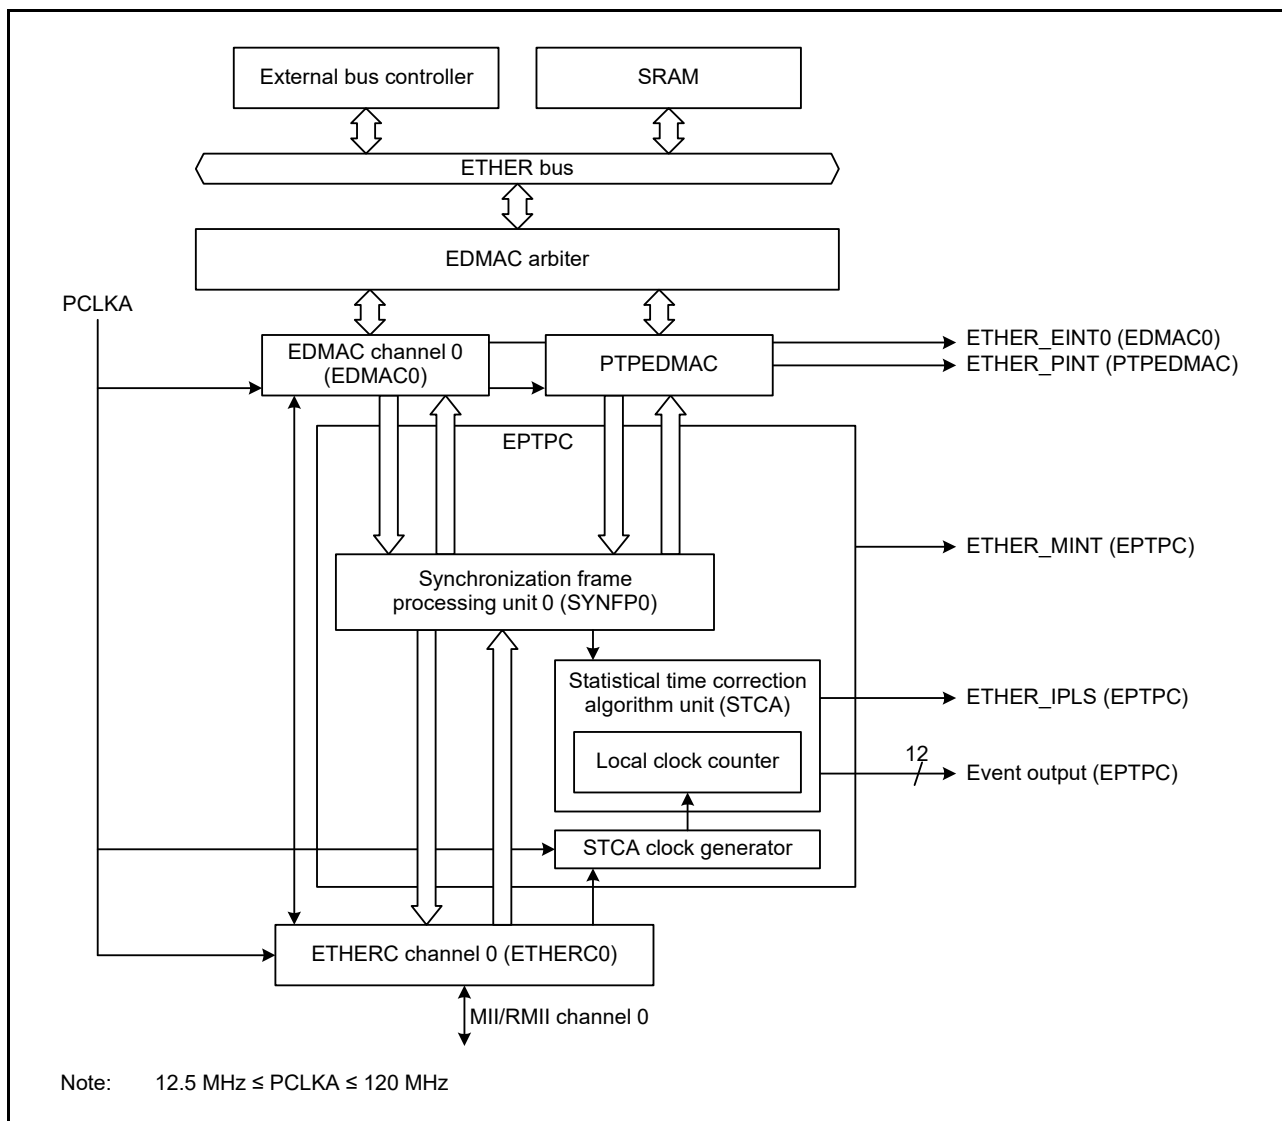 External bus controller
SRAM
ETHER bus
EDMAC arbiter
PCLKA
EDMAC channel 0
(EDMAC0)
PTPEDMAC
ETHER_EINT0 (EDMAC0)
ETHER_PINT (PTPEDMAC)
EPTPC
ETHER_MINT (EPTPC)
Synchronization frame
processing unit 0 (SYNFP0)
Statistical time correction
algorithm unit (STCA)
ETHER_IPLS (EPTPC)
Local clock counter
12
Event output (EPTPC)
STCA clock generator
ETHERC channel 0 (ETHERC0)
MII/RMII channel 0
Note: 12.5 MHz ≤ PCLKA ≤ 120 MHz